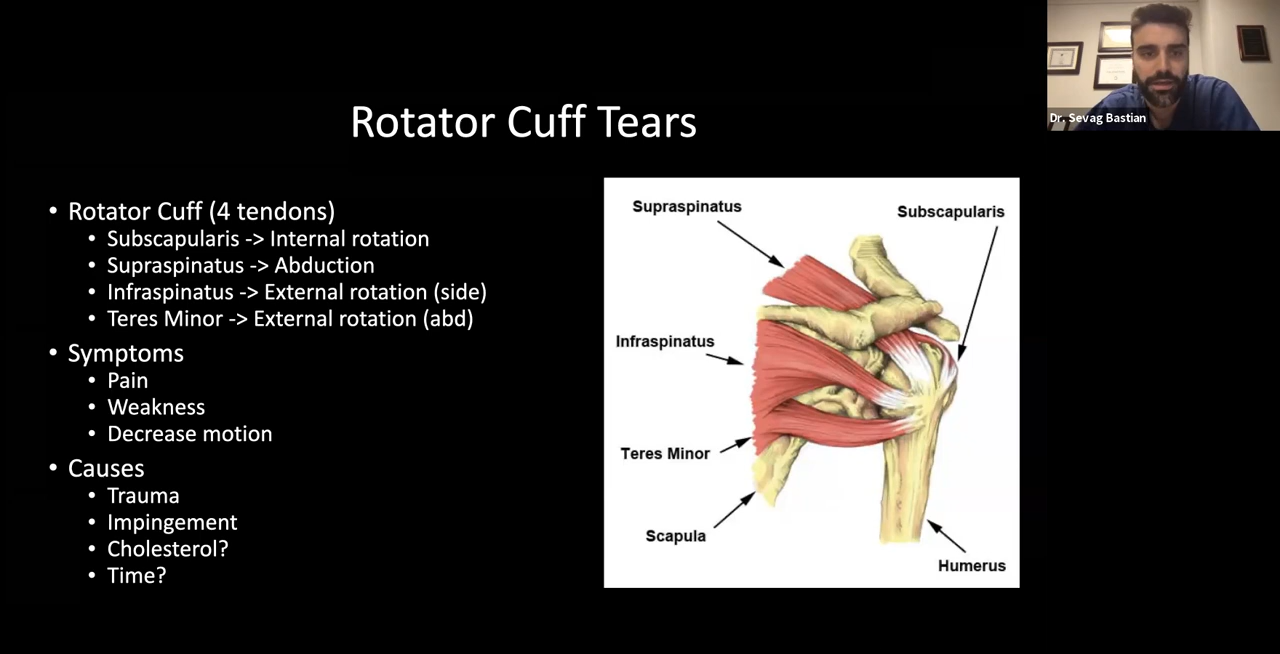 Dr. Sevag Bastian
Rotator Cuff Tears
• Rotator Cuff (4 tendons)
• Subscapularis -> Internal rotation
• Supraspinatus -> Abduction
• Infraspinatus -> External rotation (side)
• Teres Minor -> External rotation (abd)
• Symptoms
• Pain
• Weakness
• Decrease motion
• Causes
• Trauma
• Impingement
• Cholesterol?
• Time?
Supraspinatus
Subscapularis
Infraspinatus
Teres Minor
Scapula
Humerus